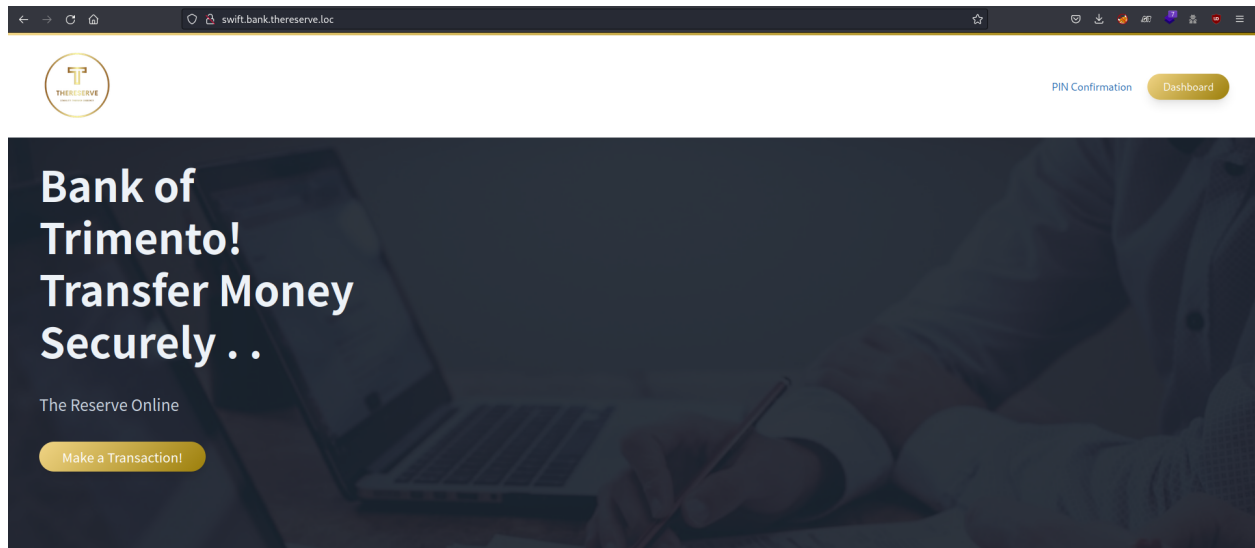 swift.bank.thereserve.loc
7
THERESERVE
PIN Confirmation
Dashboard
Bank of
Trimento!
Transfer Money
Securely . .
The Reserve Online
Make a Transaction!